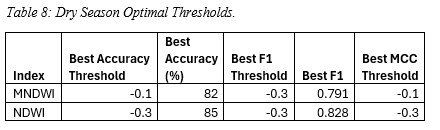 Table 8: Dry Season Optimal Thresholds.
Index Best Accuracy Threshold Best Accuracy (%) Best F1 Threshold Best F1 Best MCC Threshold
MNDWI -0.1 82 -0.3 0.791 -0.1
NDWI -0.3 85 -0.3 0.828 -0.3